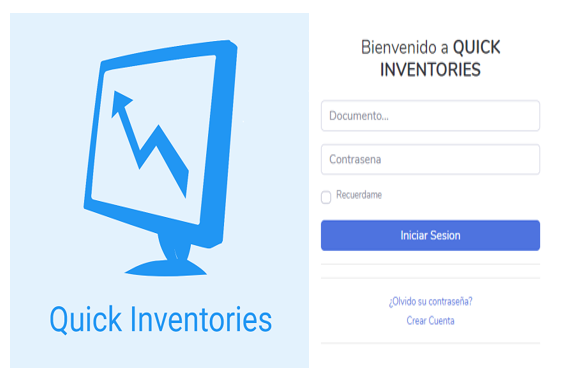 Quick Inventories
Bienvenido a QUICK
INVENTORIES
Documento...
Contrasena
Recuerdame
Iniciar Sesion
¿Olvido su contraseña?
Crear Cuenta